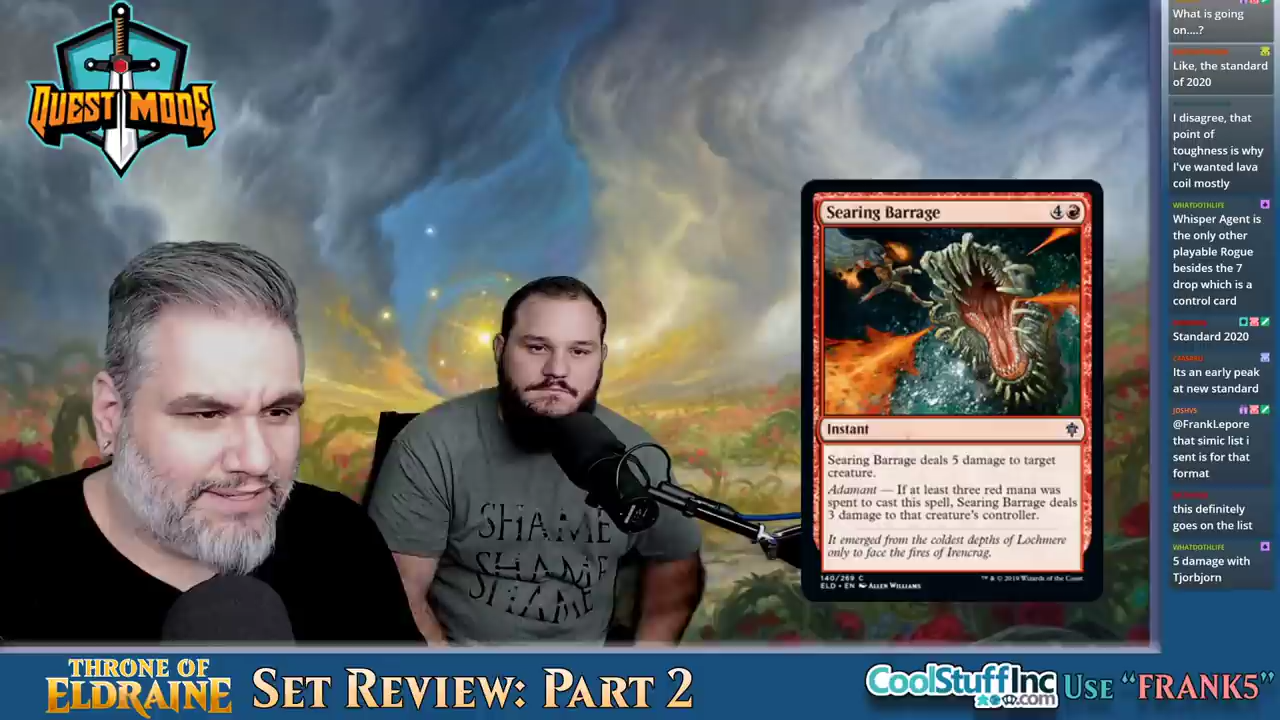 QUEST MODE
SHAME
SHAME
SHAME
Searing Barrage 4
Instant
Searing Barrage deals 5 damage to target
creature.
Adamant — If at least three red mana was
spent to cast this spell, Searing Barrage deals
3 damage to that creature's controller.
It emerged from the coldest depths of Lochmere
only to face the fires of Irencrag.
140/269 C
ELD • EN ALLEN WILLIAMS
™ & © 2019 Wizards of the Coast
What is going
on....?
Like, the standard
of 2020
I disagree, that
point of
toughness is why
I've wanted lava
coil mostly
WHATDOTHLIFE
Whisper Agent is
the only other
playable Rogue
besides the 7
drop which is a
control card
Standard 2020
Its an early peak
at new standard
JOSHVS
@FrankLepore
that simic list i
sent is for that
format
this definitely
goes on the list
WHATDOTHLIFE
5 damage with
Tjorbjorn
THRONE OF
ELDRAINE
SET REVIEW: PART 2
CoolStuffInc
.com
USE “FRANK5”